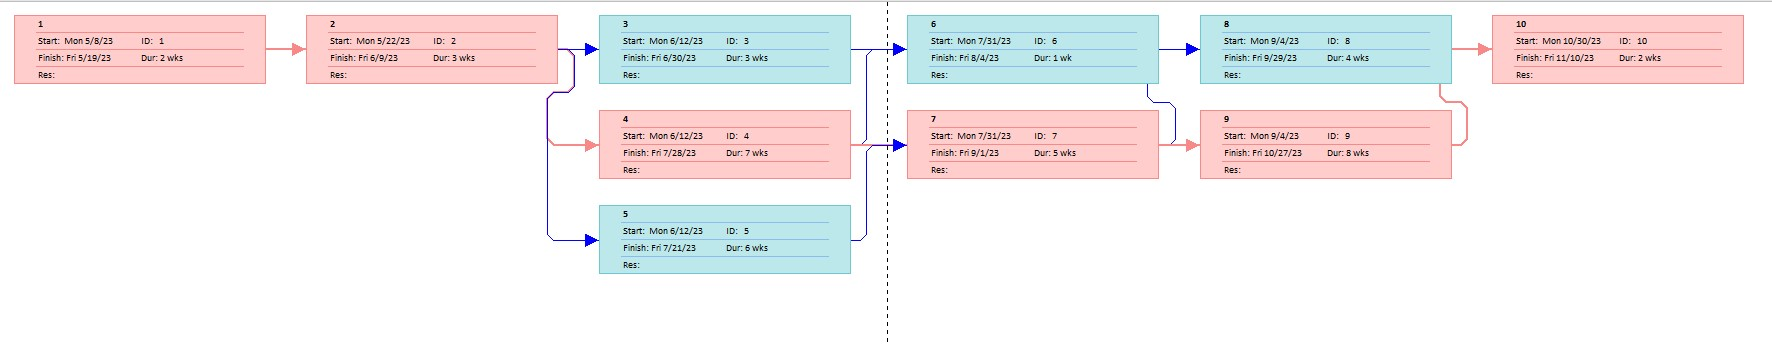 1
Start: Mon 5/8/23 ID: 1
Finish: Fri 5/19/23 Dur: 2 wks
Res:
2
Start: Mon 5/22/23 ID: 2
Finish: Fri 6/9/23 Dur: 3 wks
Res:
3
Start: Mon 6/12/23 ID: 3
Finish: Fri 6/30/23 Dur: 3 wks
Res:
6
Start: Mon 7/31/23 ID: 6
Finish: Fri 8/4/23 Dur: 1 wk
Res:
8
Start: Mon 9/4/23 ID: 8
Finish: Fri 9/29/23 Dur: 4 wks
Res:
10
Start: Mon 10/30/23 ID: 10
Finish: Fri 11/10/23 Dur: 2 wks
Res:
4
Start: Mon 6/12/23 ID: 4
Finish: Fri 7/28/23 Dur: 7 wks
Res:
7
Start: Mon 7/31/23 ID: 7
Finish: Fri 9/1/23 Dur: 5 wks
Res:
9
Start: Mon 9/4/23 ID: 9
Finish: Fri 10/27/23 Dur: 8 wks
Res:
5
Start: Mon 6/12/23 ID: 5
Finish: Fri 7/21/23 Dur: 6 wks
Res: